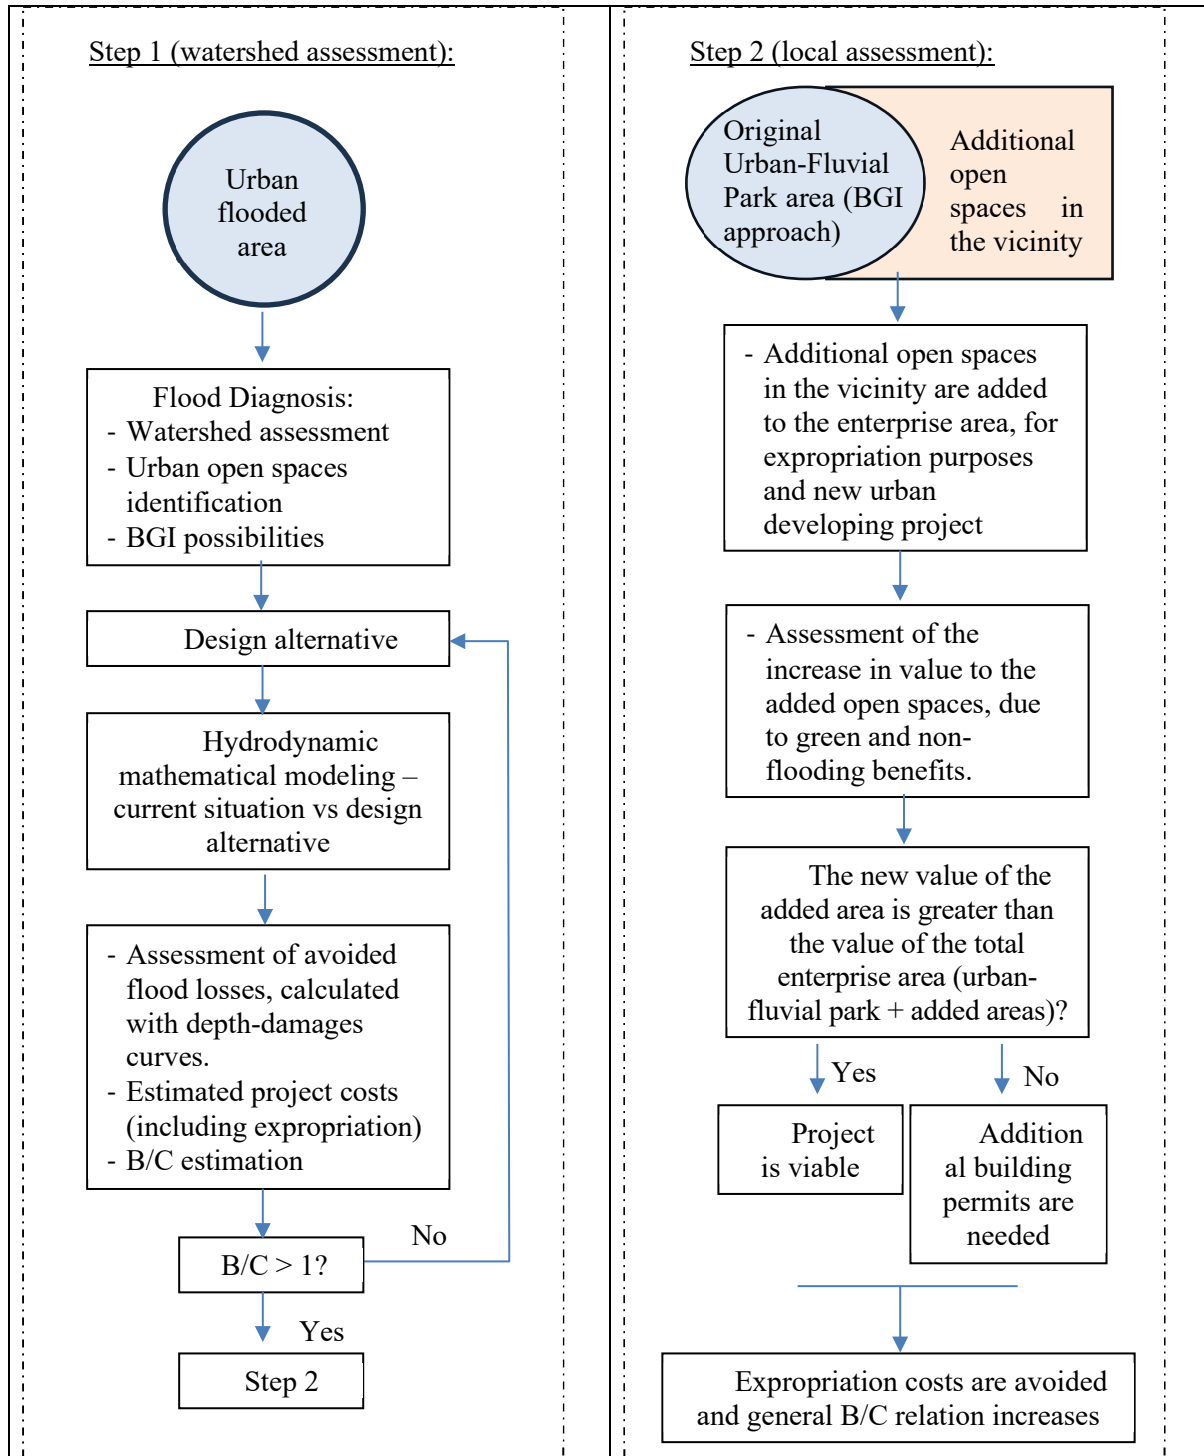 Step 1 (watershed assessment):
Urban
flooded
area
Flood Diagnosis:
- Watershed assessment
- Urban open spaces
identification
- BGI possibilities
Design alternative
Hydrodynamic
mathematical modeling –
current situation vs design
alternative
- Assessment of avoided
flood losses, calculated
with depth-damages
curves.
- Estimated project costs
(including expropriation)
- B/C estimation
B/C > 1?
No
Yes
Step 2
Step 2 (local assessment):
Original
Urban-Fluvial
Park area (BGI
approach)
Additional
open
spaces in
the vicinity
- Additional open spaces
in the vicinity are added
to the enterprise area, for
expropriation purposes
and new urban
developing project
- Assessment of the
increase in value to the
added open spaces, due
to green and non-
flooding benefits.
The new value of the
added area is greater than
the value of the total
enterprise area (urban-
fluvial park + added areas)?
Yes
No
Project
is viable
Addition
al building
permits are
needed
Expropriation costs are avoided
and general B/C relation increases